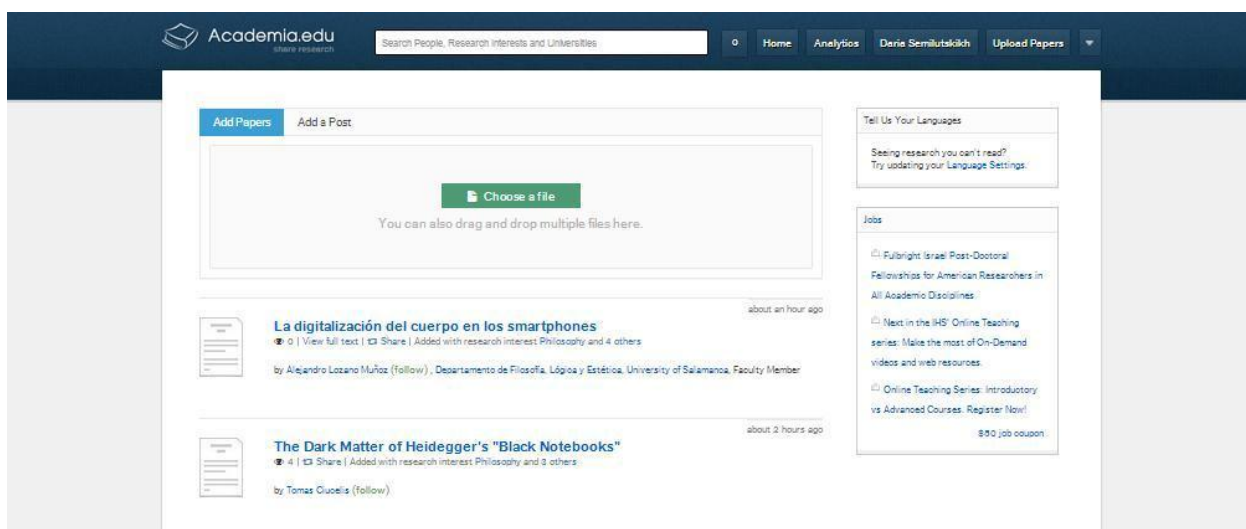 Academia.edu
share research
Search People, Research Interests and Universities
0 Home Analytics Daria Semilutskikh Upload Papers
Add Papers Add a Post
Choose a file
You can also drag and drop multiple files here.
about an hour ago
La digitalización del cuerpo en los smartphones
0 | View full text | Share | Added with research interest Philosophy and 4 others
by Alejandro Lozano Muñoz (follow) , Departamento de Filosofía, Lógica y Estética, University of Salamanca, Faculty Member
about 2 hours ago
The Dark Matter of Heidegger's "Black Notebooks"
4 | Share | Added with research interest Philosophy and 3 others
by Tomas Ciucelis (follow)
Tell Us Your Languages
Seeing research you can't read?
Try updating your Language Settings.
Jobs
Fulbright Israel Post-Doctoral
Fellowships for American Researchers in
All Academic Disciplines
Next in the IHS' Online Teaching
series: Make the most of On-Demand
videos and web resources.
Online Teaching Series: Introductory
vs Advanced Courses. Register Now!
$50 job coupon